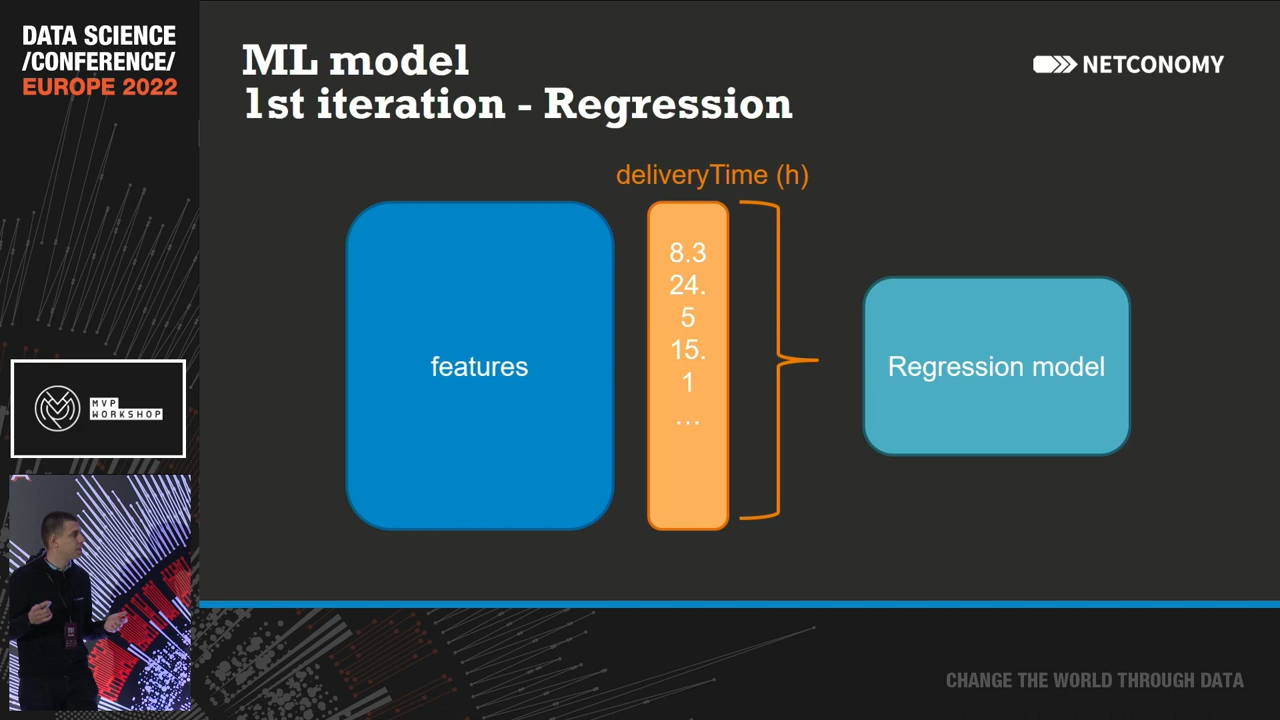 DATA SCIENCE
/CONFERENCE/
EUROPE 2022
ML model
1st iteration - Regression
NETCONOMY
deliveryTime (h)
features
8.3
24.
5
15.
1
...
Regression model
MVP
WORKSHOP
CHANGE THE WORLD THROUGH DATA